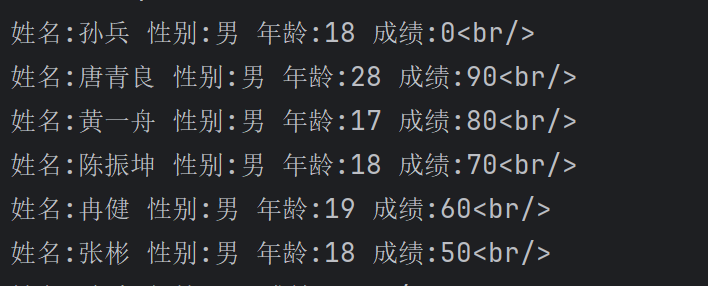 姓名:孙兵 性别:男 年龄:18 成绩:0<br/>
姓名:唐青良 性别:男 年龄:28 成绩:90<br/>
姓名:黄一舟 性别:男 年龄:17 成绩:80<br/>
姓名:陈振坤 性别:男 年龄:18 成绩:70<br/>
姓名:冉健 性别:男 年龄:19 成绩:60<br/>
姓名:张彬 性别:男 年龄:18 成绩:50<br/>